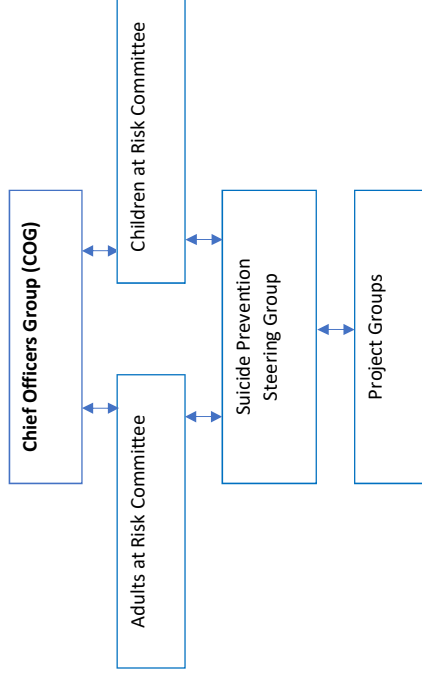 Chief Officers Group (COG)
Adults at Risk Committee
Children at Risk Committee
Suicide Prevention
Steering Group
Project Groups